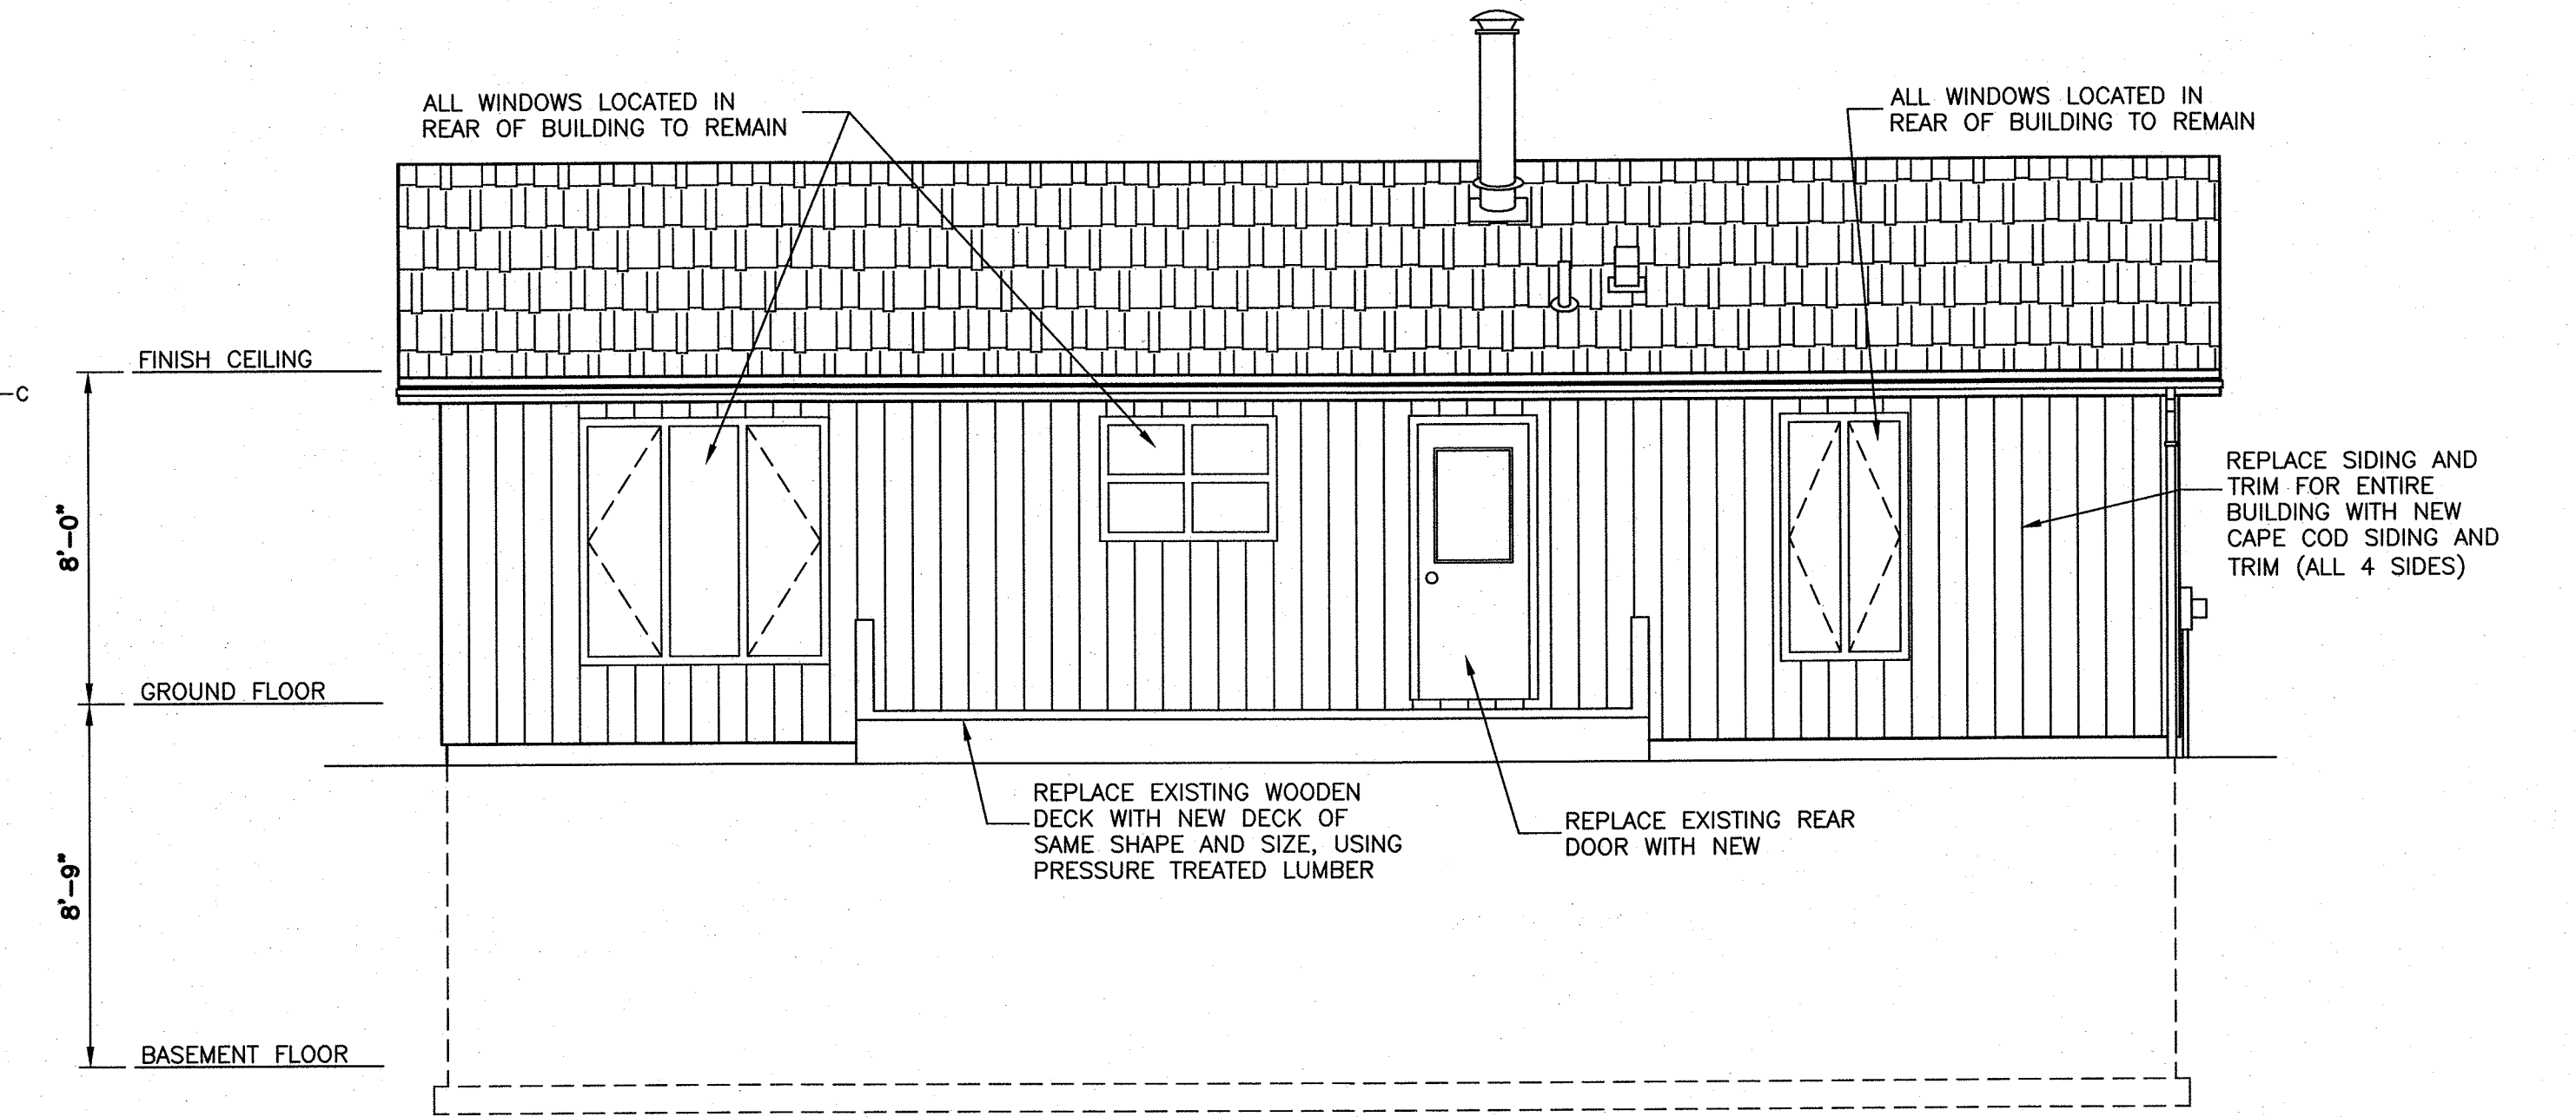 ALL WINDOWS LOCATED IN
REAR OF BUILDING TO REMAIN
ALL WINDOWS LOCATED IN
REAR OF BUILDING TO REMAIN
FINISH CEILING
-C
8'-0"
REPLACE SIDING AND
TRIM FOR ENTIRE
BUILDING WITH NEW
CAPE COD SIDING AND
TRIM (ALL 4 SIDES)
GROUND FLOOR
8'-9"
REPLACE EXISTING WOODEN
DECK WITH NEW DECK OF
SAME SHAPE AND SIZE, USING
PRESSURE TREATED LUMBER
REPLACE EXISTING REAR
DOOR WITH NEW
BASEMENT FLOOR